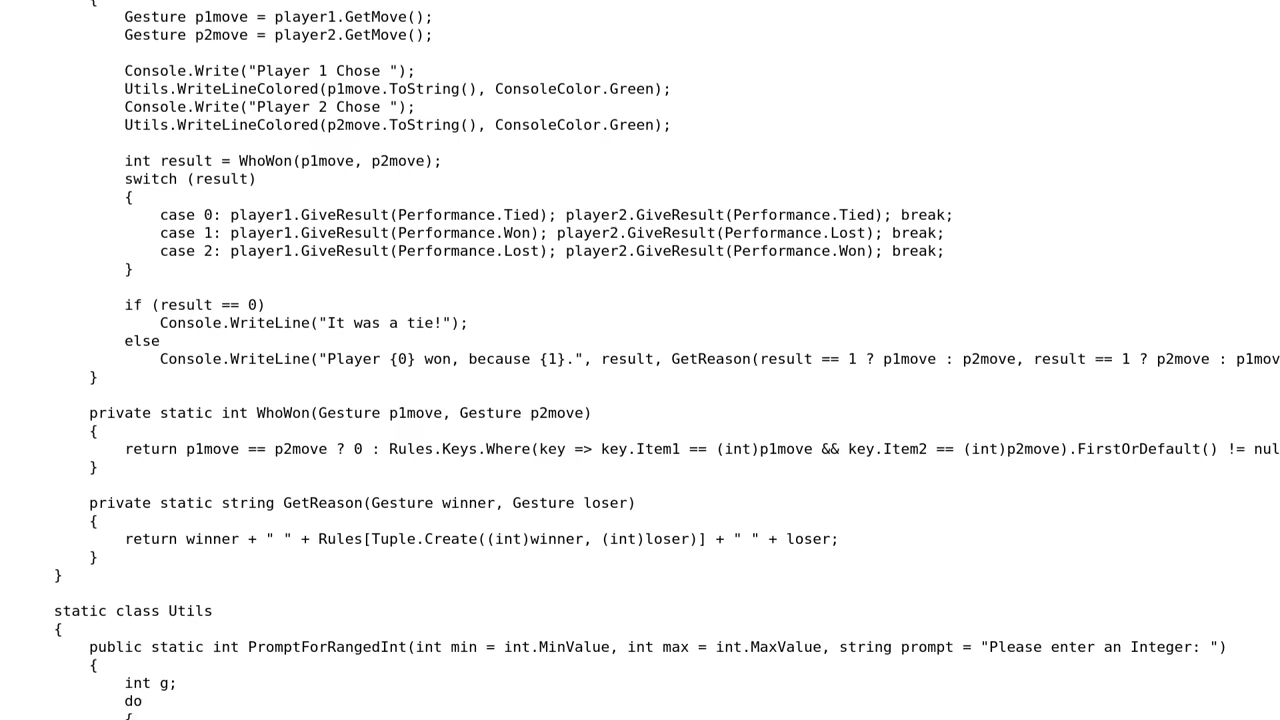 {
Gesture p1move = player1.GetMove();
Gesture p2move = player2.GetMove();
Console.Write("Player 1 Chose ");
Utils.WriteLineColored(p1move.ToString(), ConsoleColor.Green);
Console.Write("Player 2 Chose ");
Utils.WriteLineColored(p2move.ToString(), ConsoleColor.Green);
int result = WhoWon(p1move, p2move);
switch (result)
{
case 0: player1.GiveResult(Performance.Tied); player2.GiveResult(Performance.Tied); break;
case 1: player1.GiveResult(Performance.Won); player2.GiveResult(Performance.Lost); break;
case 2: player1.GiveResult(Performance.Lost); player2.GiveResult(Performance.Won); break;
}
if (result == 0)
Console.WriteLine("It was a tie!");
else
Console.WriteLine("Player {0} won, because {1}.", result, GetReason(result == 1 ? p1move : p2move, result == 1 ? p2move : p1mov
}
private static int WhoWon(Gesture p1move, Gesture p2move)
{
return p1move == p2move ? 0 : Rules.Keys.Where(key => key.Item1 == (int)p1move && key.Item2 == (int)p2move).FirstOrDefault() != nul
}
private static string GetReason(Gesture winner, Gesture loser)
{
return winner + " " + Rules[Tuple.Create((int)winner, (int)loser)] + " " + loser;
}
}
static class Utils
{
public static int PromptForRangedInt(int min = int.MinValue, int max = int.MaxValue, string prompt = "Please enter an Integer: ")
{
int g;
do
{